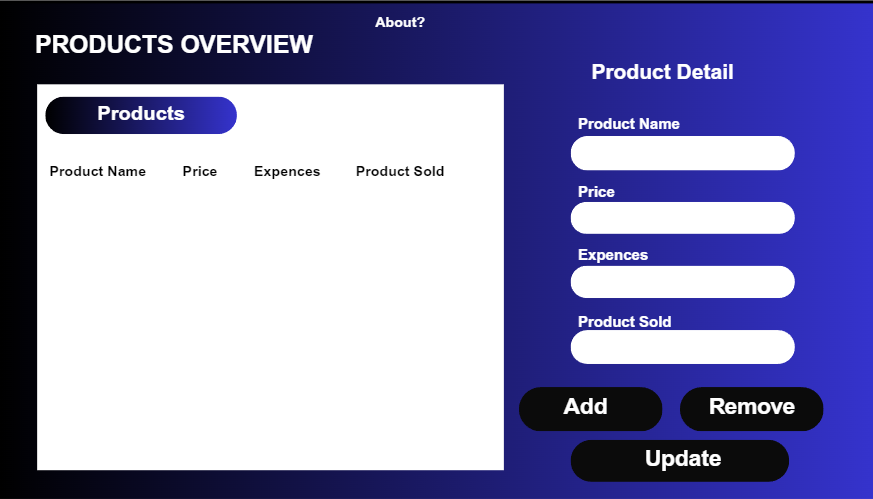 About?
PRODUCTS OVERVIEW
Products
Product Name Price Expences Product Sold
Product Detail
Product Name
Price
Expences
Product Sold
Add Remove
Update